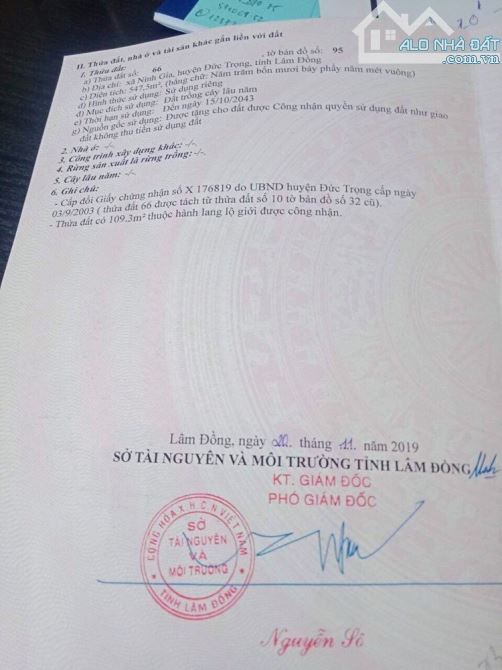 ALO NHÀ ĐẤT
.com.vn
II. Thửa đất, nhà ở và tài sản khác gắn liền với đất
1. Thửa đất:
a) Thửa đất số: 66 - tờ bản đồ số: 95
b) Địa chỉ: xã Ninh Gia, huyện Đức Trọng, tỉnh Lâm Đồng
c) Diện tích: 547,5m², (bằng chữ: Năm trăm bốn mươi bảy phẩy năm mét vuông)
d) Hình thức sử dụng: Sử dụng riêng
đ) Mục đích sử dụng: Đất trồng cây lâu năm
e) Thời hạn sử dụng: Đến ngày 15/10/2043
g) Nguồn gốc sử dụng: Được tặng cho đất được Công nhận quyền sử dụng đất như giao
đất không thu tiền sử dụng đất
2. Nhà ở: -/-
3. Công trình xây dựng khác: -/-
4. Rừng sản xuất là rừng trồng: -/-
5. Cây lâu năm: -/-
6. Ghi chú:
- Cấp đổi Giấy chứng nhận số X 176819 do UBND huyện Đức Trọng cấp ngày
03/9/2003 ( thửa đất 66 được tách từ thửa đất số 10 tờ bản đồ số 32 cũ).
- Thửa đất có 109.3m² thuộc hành lang lộ giới được công nhận.
Lâm Đồng, ngày 20 tháng 11 năm 2019
SỞ TÀI NGUYÊN VÀ MÔI TRƯỜNG TỈNH LÂM ĐỒNG
KT. GIÁM ĐỐC
PHÓ GIÁM ĐỐC
CỘNG HÒA X.H.C.N VIỆT NAM
SỞ
TÀI NGUYÊN
VÀ
MÔI TRƯỜNG
TỈNH LÂM ĐỒNG
Nguyễn Sô